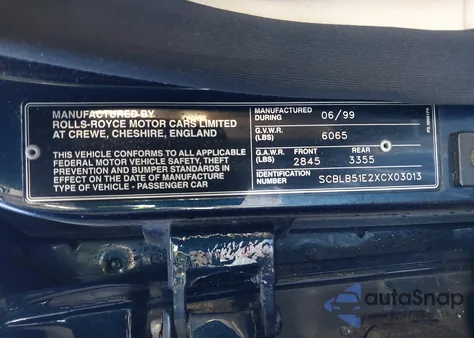 MANUFACTURED BY
ROLLS-ROYCE MOTOR CARS LIMITED
AT CREWE, CHESHIRE, ENGLAND
THIS VEHICLE CONFORMS TO ALL APPLICABLE
FEDERAL MOTOR VEHICLE SAFETY, THEFT
PREVENTION AND BUMPER STANDARDS IN
EFFECT ON THE DATE OF MANUFACTURE
TYPE OF VEHICLE - PASSENGER CAR
MANUFACTURED
DURING 06/99
G.V.W.R.
(LBS) 6065
G.A.W.R. FRONT REAR
(LBS) 2845 3355
IDENTIFICATION
NUMBER SCBLB51E2XCX03013
autoSnap